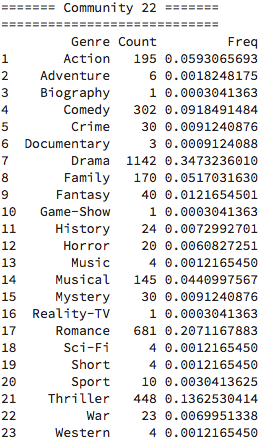 ======= Community 22 =======
============================
Genre Count Freq
1 Action 195 0.0593065693
2 Adventure 6 0.0018248175
3 Biography 1 0.0003041363
4 Comedy 302 0.0918491484
5 Crime 30 0.0091240876
6 Documentary 3 0.0009124088
7 Drama 1142 0.3473236010
8 Family 170 0.0517031630
9 Fantasy 40 0.0121654501
10 Game-Show 1 0.0003041363
11 History 24 0.0072992701
12 Horror 20 0.0060827251
13 Music 4 0.0012165450
14 Musical 145 0.0440997567
15 Mystery 30 0.0091240876
16 Reality-TV 1 0.0003041363
17 Romance 681 0.2071167883
18 Sci-Fi 4 0.0012165450
19 Short 4 0.0012165450
20 Sport 10 0.0030413625
21 Thriller 448 0.1362530414
22 War 23 0.0069951338
23 Western 4 0.0012165450